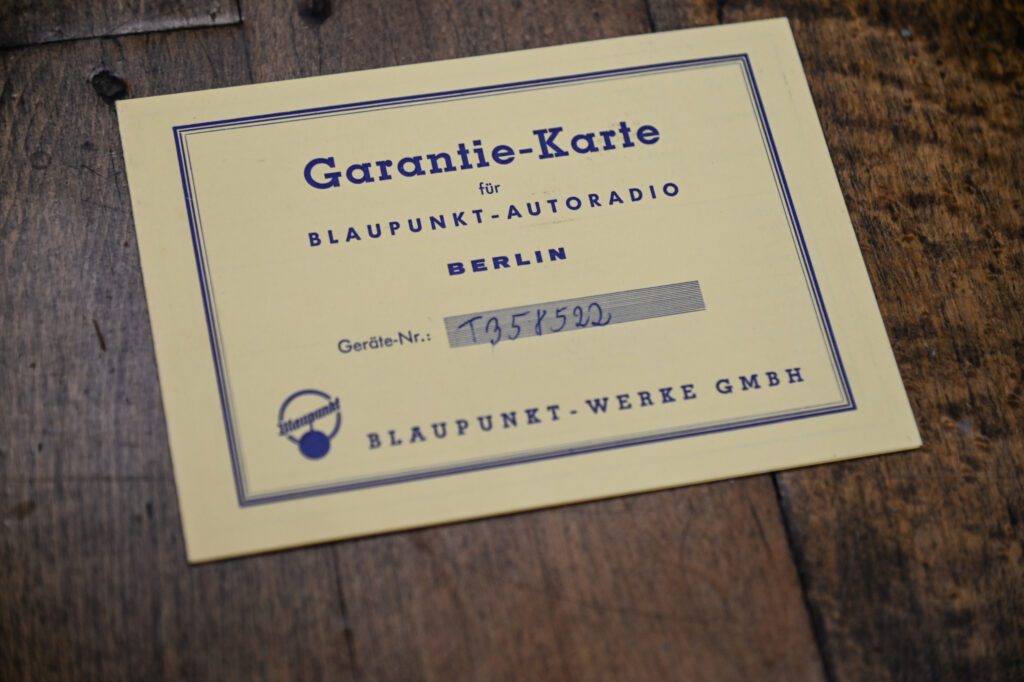 Garantie-Karte
für
BLAUPUNKT-AUTORADIO
BERLIN
Geräte-Nr.: T358522
Blaupunkt
BLAUPUNKT-WERKE GMBH